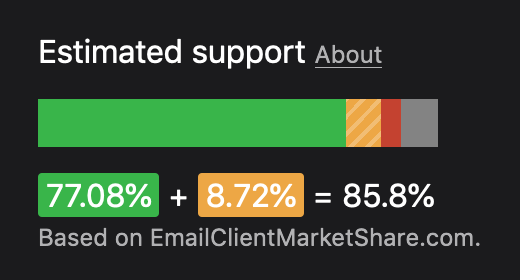 Estimated support About
77.08% + 8.72% = 85.8%
Based on EmailClientMarketShare.com.